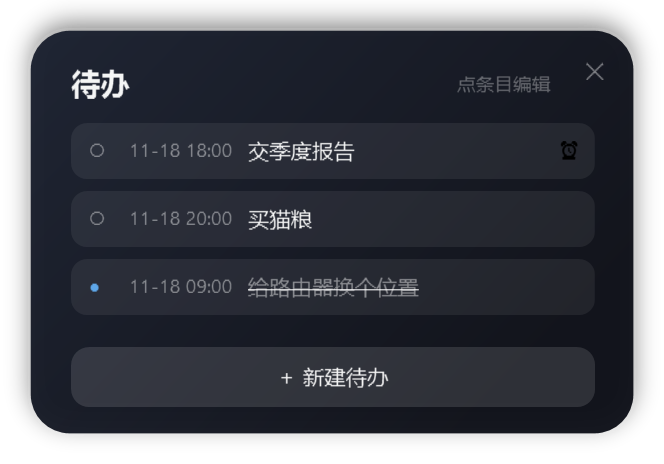 待办
点条目编辑
11-18 18:00 交季度报告
11-18 20:00 买猫粮
11-18 09:00 给路由器换个位置
+ 新建待办